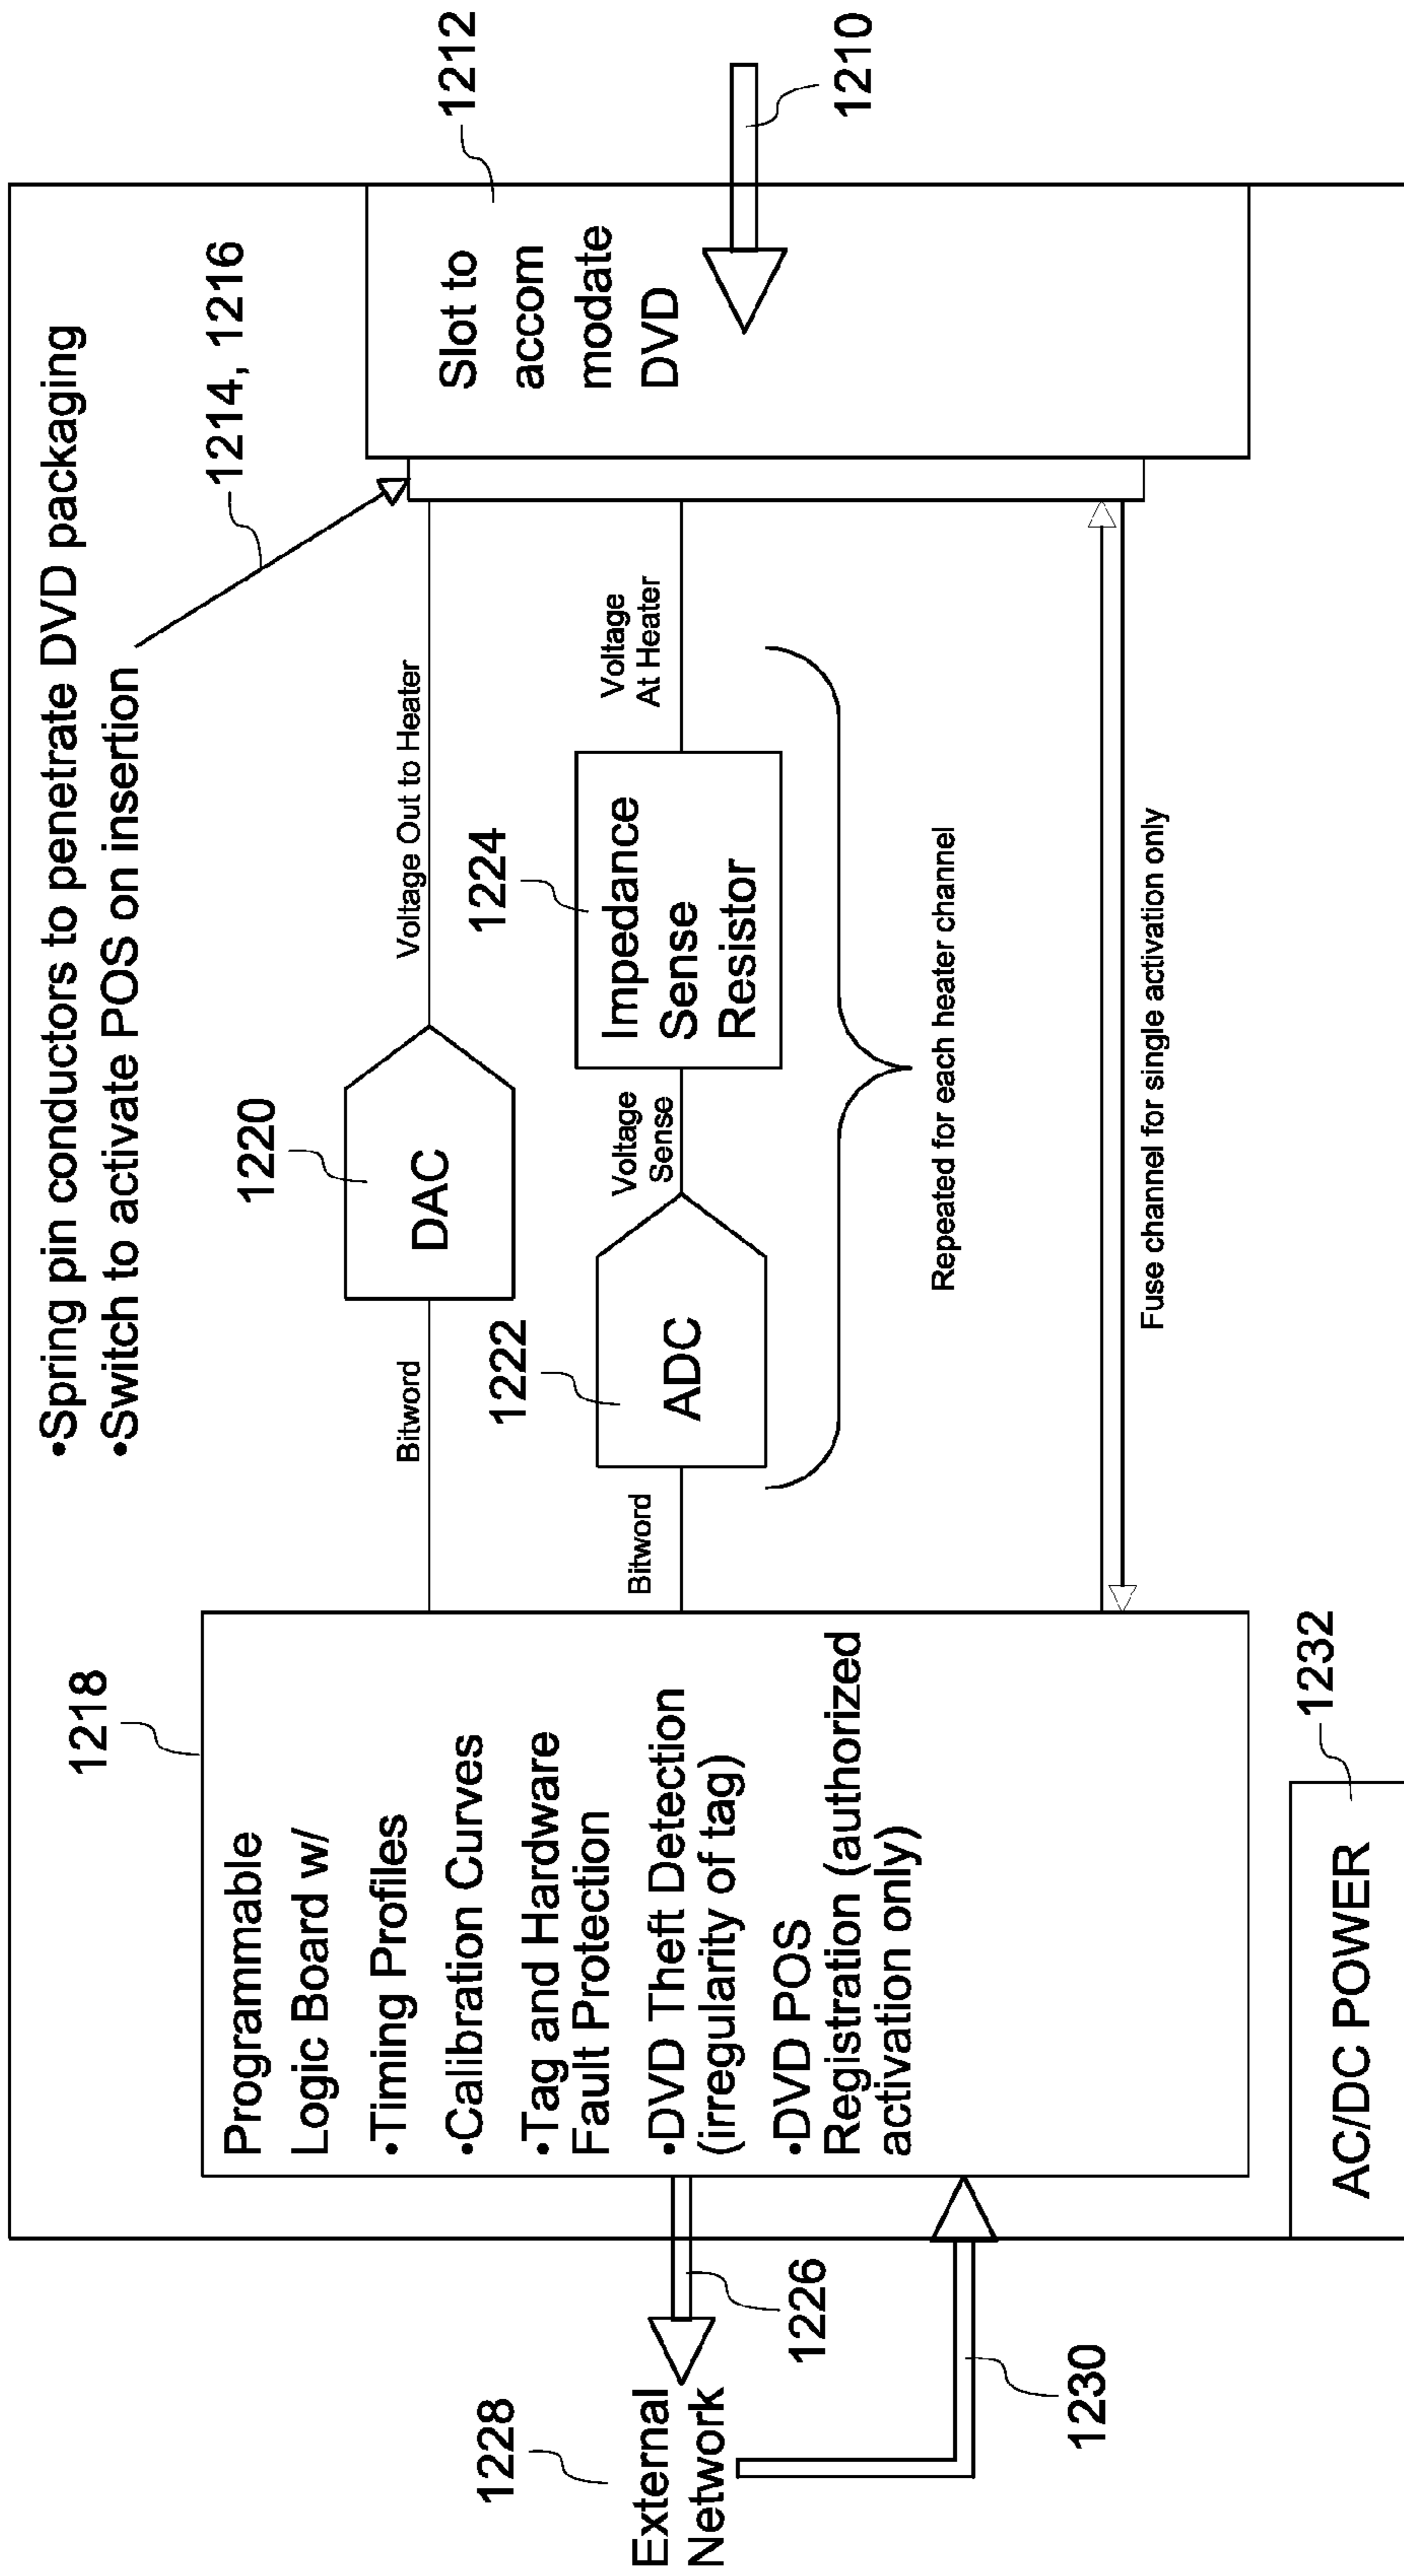 •Spring pin conductors to penetrate DVD packaging
•Switch to activate POS on insertion
1214, 1216
1212
1218
1220
Programmable
Logic Board w/
•Timing Profiles
•Calibration Curves
•Tag and Hardware
Fault Protection
•DVD Theft Detection
(irregularity of tag)
•DVD POS
Registration (authorized
activation only)
Bitword
DAC
Voltage Out to Heater
1222
1224
Bitword
ADC
Voltage
Sense
Impedance
Sense
Resistor
Voltage
At Heater
Slot to
accom
modate
DVD
1210
Repeated for each heater channel
Fuse channel for single activation only
1228
External
Network
1226
1230
1232
AC/DC POWER